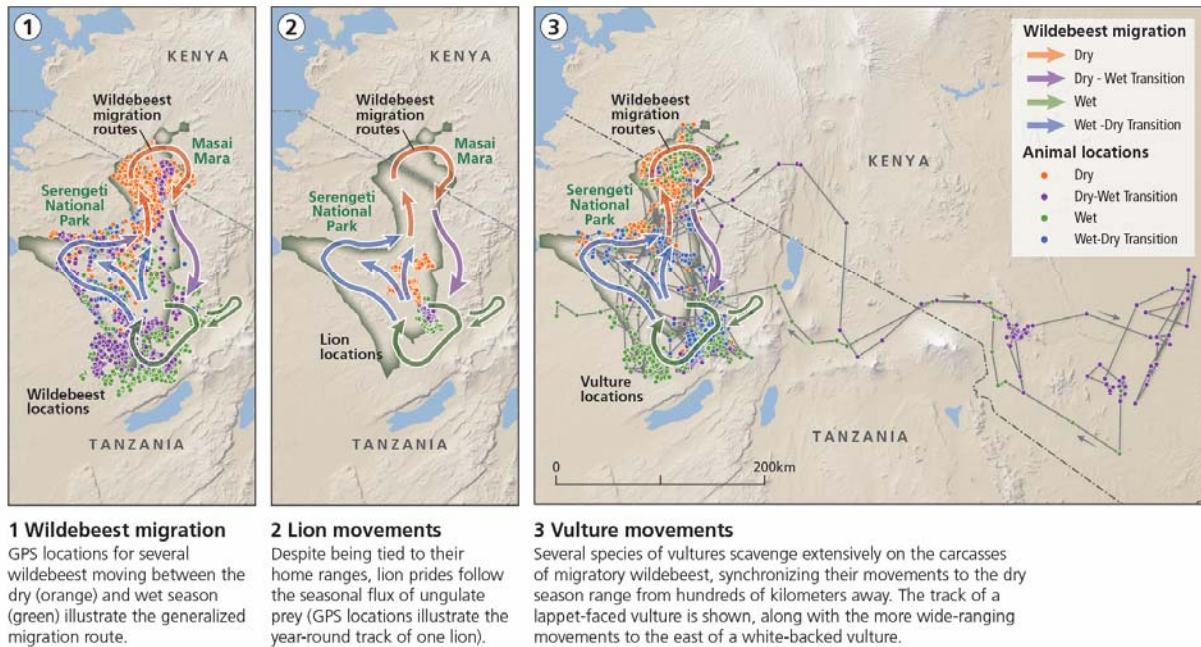 1
KENYA
Wildebeest
migration
routes
Masai
Mara
Serengeti
National
Park
Wildebeest
locations
TANZANIA
2
KENYA
Wildebeest
migration
routes
Masai
Mara
Serengeti
National
Park
Lion
locations
TANZANIA
3
Wildebeest
migration
routes
Masai
Mara
KENYA
Serengeti
National
Park
Vulture
locations
TANZANIA
0
200km
Wildebeest migration
Dry
Dry - Wet Transition
Wet
Wet -Dry Transition
Animal locations
Dry
Dry-Wet Transition
Wet
Wet-Dry Transition
1 Wildebeest migration
GPS locations for several
wildebeest moving between the
dry (orange) and wet season
(green) illustrate the generalized
migration route.
2 Lion movements
Despite being tied to their
home ranges, lion prides follow
the seasonal flux of ungulate
prey (GPS locations illustrate the
year-round track of one lion).
3 Vulture movements
Several species of vultures scavenge extensively on the carcasses
of migratory wildebeest, synchronizing their movements to the dry
season range from hundreds of kilometers away. The track of a
lappet-faced vulture is shown, along with the more wide-ranging
movements to the east of a white-backed vulture.